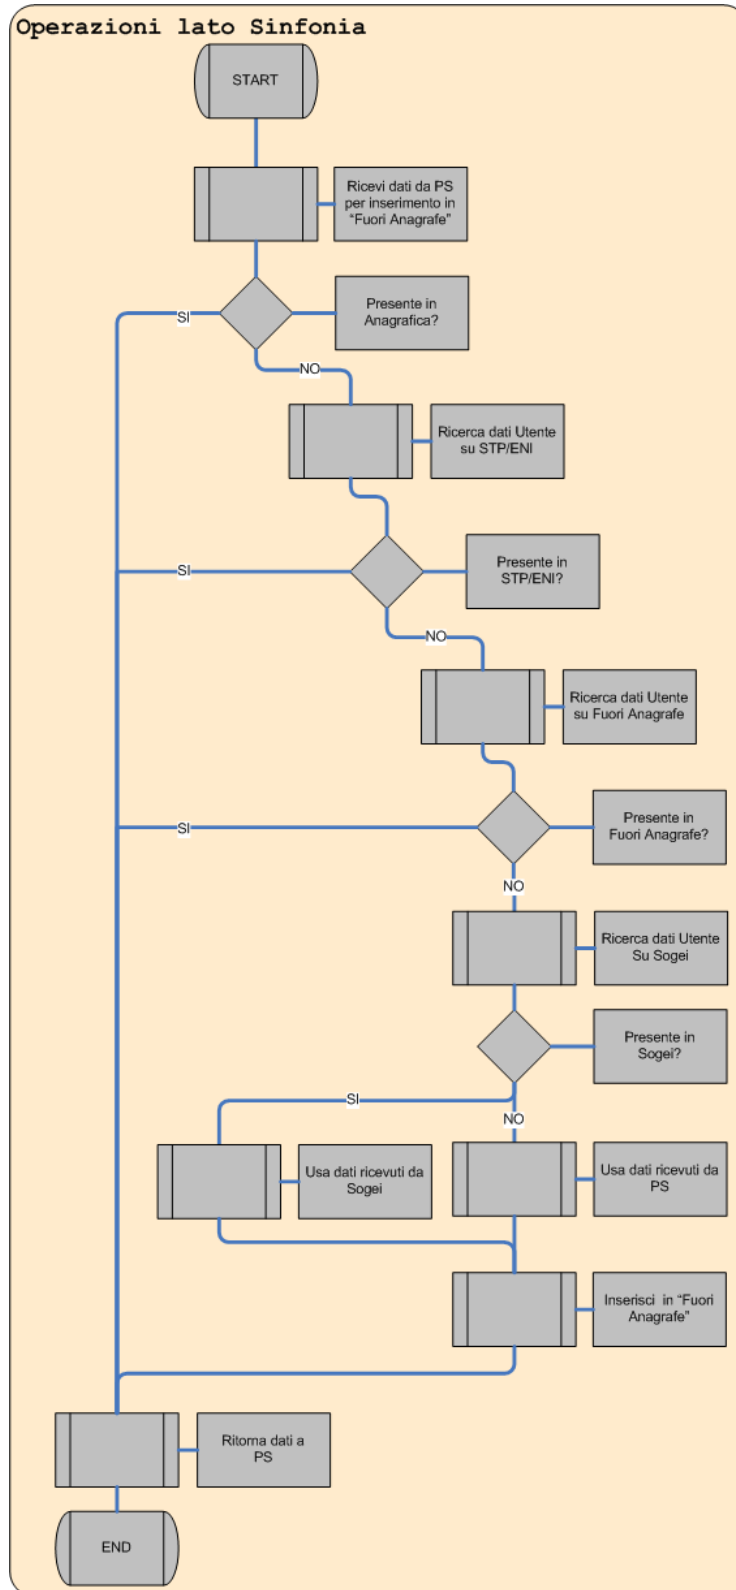 Operazioni lato Sinfonia
START
Ricevi dati da PS
per inserimento in
“Fuori Anagrafe”
Presente in
Anagrafica?
SI
NO
Ricerca dati Utente
su STP/ENI
Presente in
STP/ENI?
SI
NO
Ricerca dati Utente
su Fuori Anagrafe
Presente in
Fuori Anagrafe?
SI
NO
Ricerca dati Utente
Su Sogei
Presente in
Sogei?
SI
NO
Usa dati ricevuti da
Sogei
Usa dati ricevuti da
PS
Inserisci in “Fuori
Anagrafe”
Ritorna dati a
PS
END